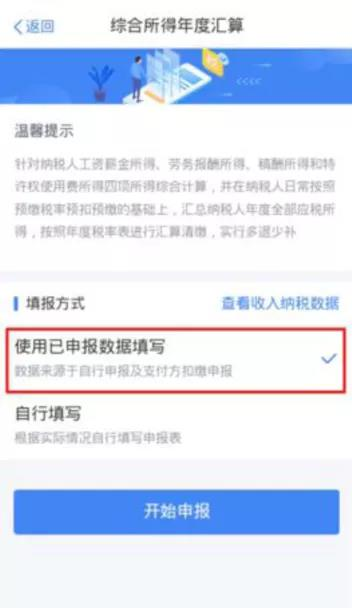 返回
综合所得年度汇算
温馨提示
针对纳税人工资薪金所得、劳务报酬所得、稿酬所得和特
许权使用费所得四项所得综合计算，并在纳税人日常按照
预缴税率预扣预缴的基础上，汇总纳税人年度全部应税所
得，按照年度税率表进行汇算清缴，实行多退少补
填报方式
查看收入纳税数据
使用已申报数据填写
数据来源于自行申报及支付方扣缴申报
自行填写
根据实际情况自行填写申报表
开始申报